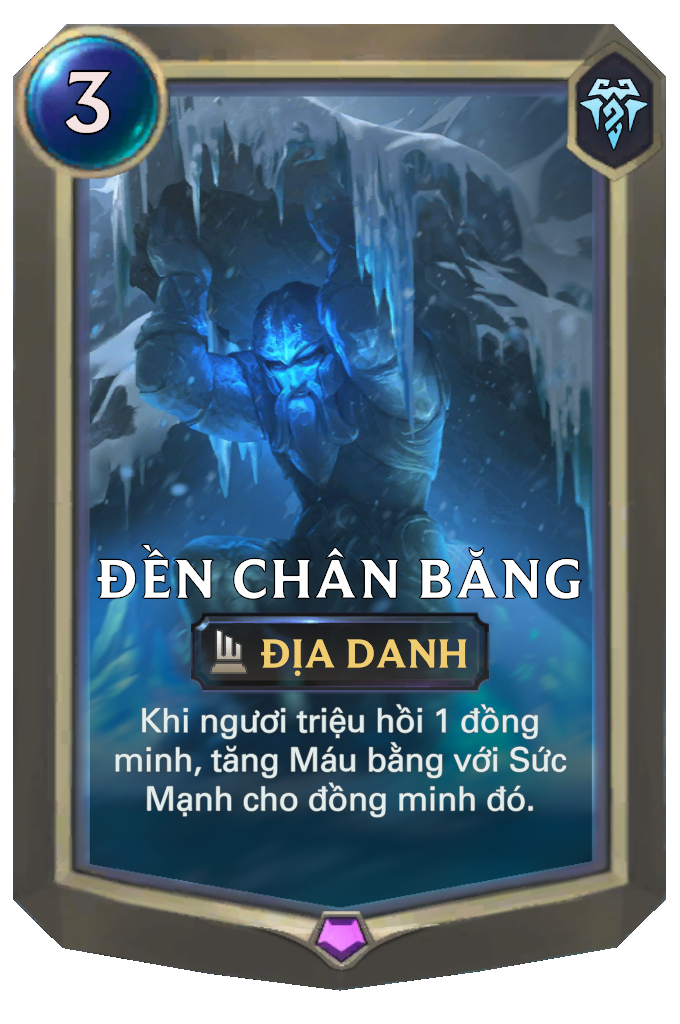 3
ĐỀN CHÂN BĂNG
ĐỊA DANH
Khi ngươi triệu hồi 1 đồng
minh, tăng Máu bằng với Sức
Mạnh cho đồng minh đó.